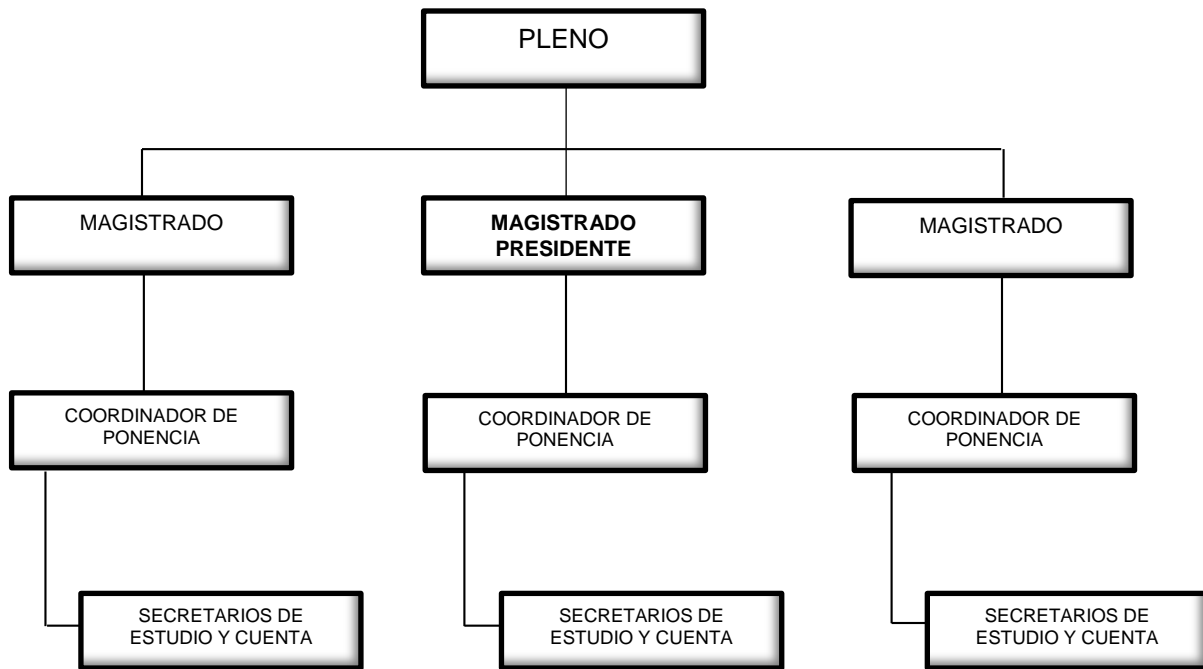 PLENO
MAGISTRADO
MAGISTRADO
PRESIDENTE
MAGISTRADO
COORDINADOR DE
PONENCIA
COORDINADOR DE
PONENCIA
COORDINADOR DE
PONENCIA
SECRETARIOS DE
ESTUDIO Y CUENTA
SECRETARIOS DE
ESTUDIO Y CUENTA
SECRETARIOS DE
ESTUDIO Y CUENTA